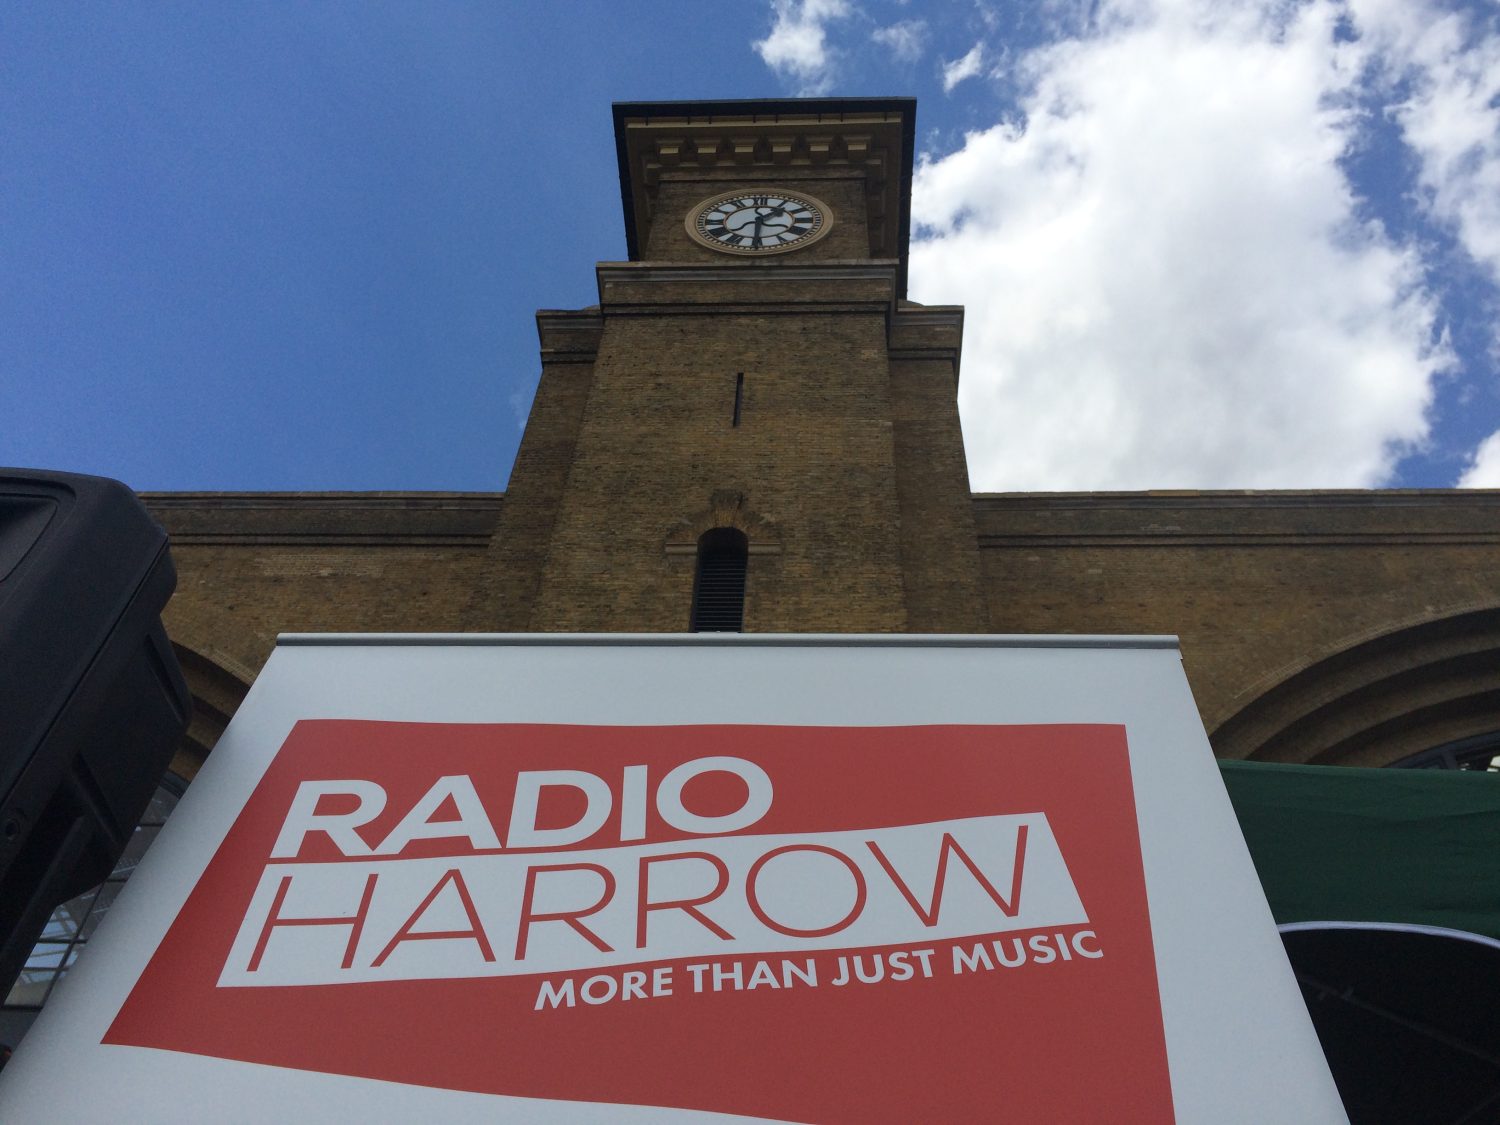 RADIO
HARROW
MORE THAN JUST MUSIC